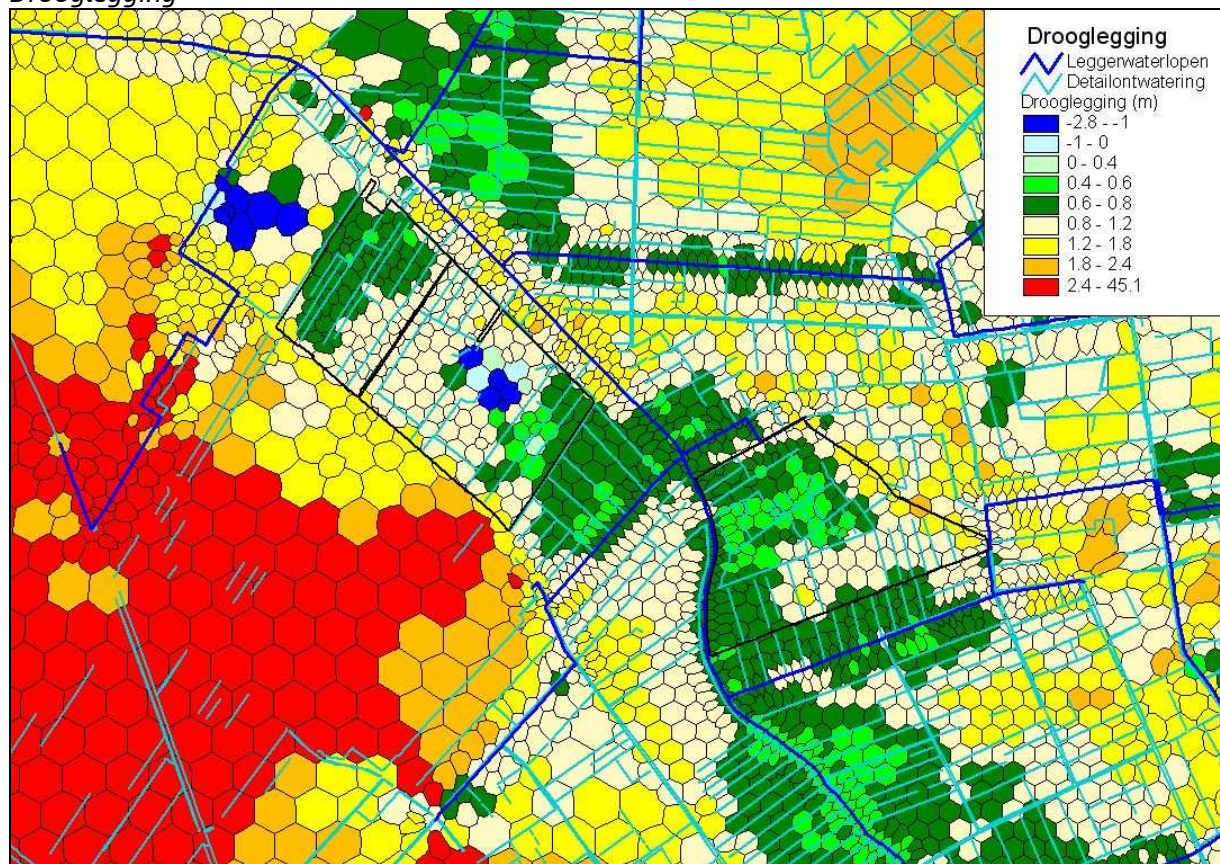 Drooglegging
Drooglegging
Leggerwaterlopen
Detailontwatering
Drooglegging (m)
-2.8 - -1
-1 - 0
0 - 0.4
0.4 - 0.6
0.6 - 0.8
0.8 - 1.2
1.2 - 1.8
1.8 - 2.4
2.4 - 45.1